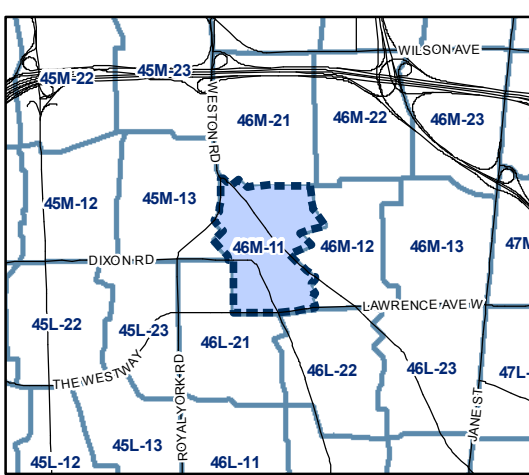 WILSON AVE
45M-22
45M-23
WESTON RD
46M-21
46M-22
46M-23
45M-12
45M-13
46M-11
46M-12
46M-13
47M
DIXON RD
LAWRENCE AVE W
45L-22
45L-23
46L-21
46L-22
46L-23
47L-
THE WESTWAY
ROYAL YORK RD
JANE ST
45L-12
45L-13
46L-11